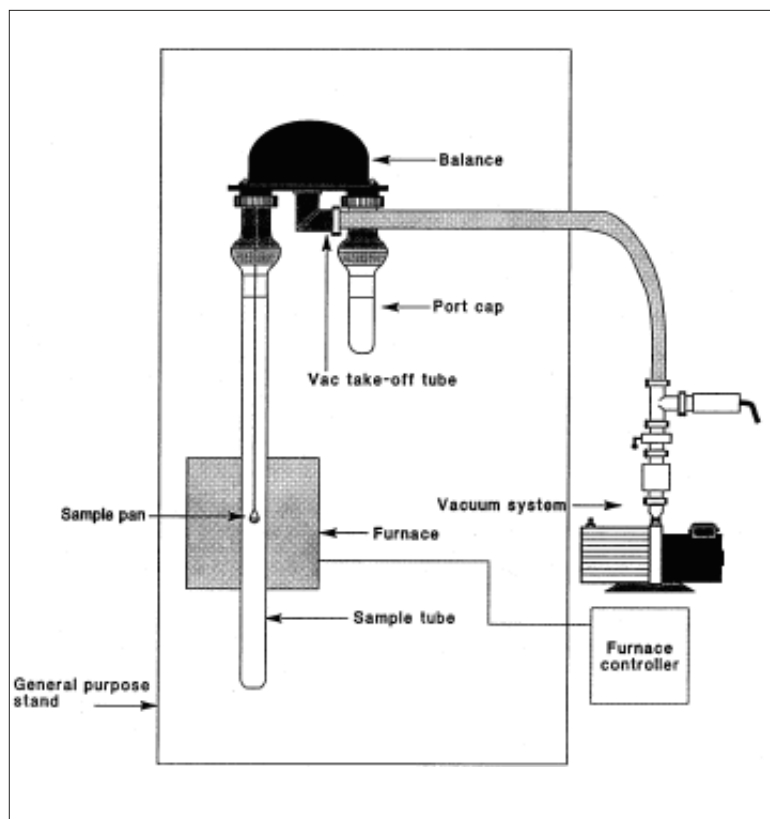 Balance
Port cap
Vac take-off tube
Vacuum system
Sample pan
Furnace
Sample tube
Furnace
controller
General purpose
stand